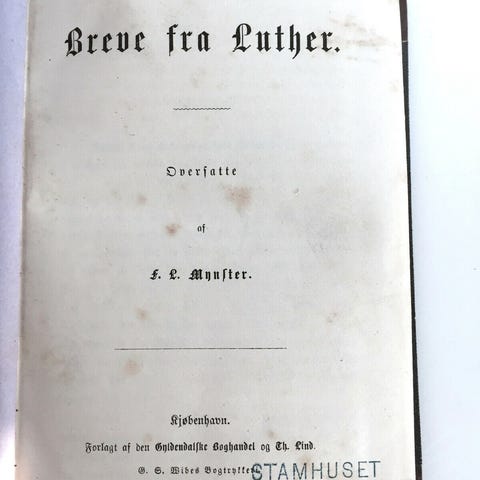 Breve fra Luther.
Oversatte
af
F. L. Mynster.
Kjøbenhavn.
Forlagt af den Gyldendalske Boghandel og Th. Lind.
G. S. Wibes Bogtrykkeri
STAMHUSET